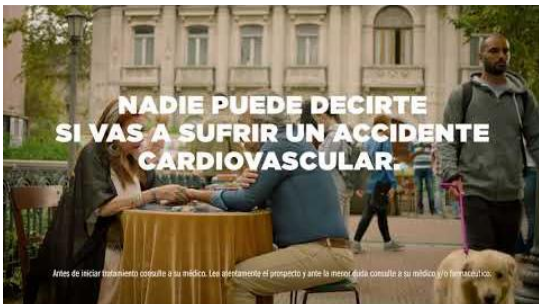 NADIE PUEDE DECIRTE
SI VAS A SUFRIR UN ACCIDENTE
CARDIOVASCULAR.
Antes de iniciar tratamiento consulte a su médico. Lea atentamente el prospecto y ante la menor duda consulte a su médico y/o farmacéutico.